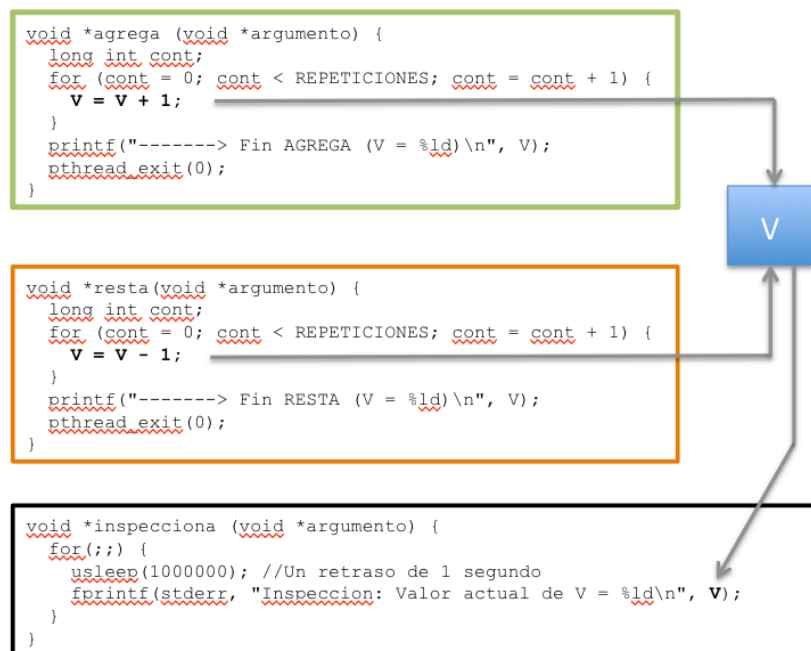 void *agrega (void *argumento) {
long int cont;
for (cont = 0; cont < REPETICIONES; cont = cont + 1) {
V = V + 1;
}
printf("-------> Fin AGREGA (V = %ld)\n", V);
pthread_exit(0);
}
V
void *resta(void *argumento) {
long int cont;
for (cont = 0; cont < REPETICIONES; cont = cont + 1) {
V = V - 1;
}
printf("-------> Fin RESTA (V = %ld)\n", V);
pthread_exit(0);
}
void *inspecciona (void *argumento) {
for(;;) {
usleep(1000000); //Un retraso de 1 segundo
fprintf(stderr, "Inspeccion: Valor actual de V = %ld\n", V);
}
}